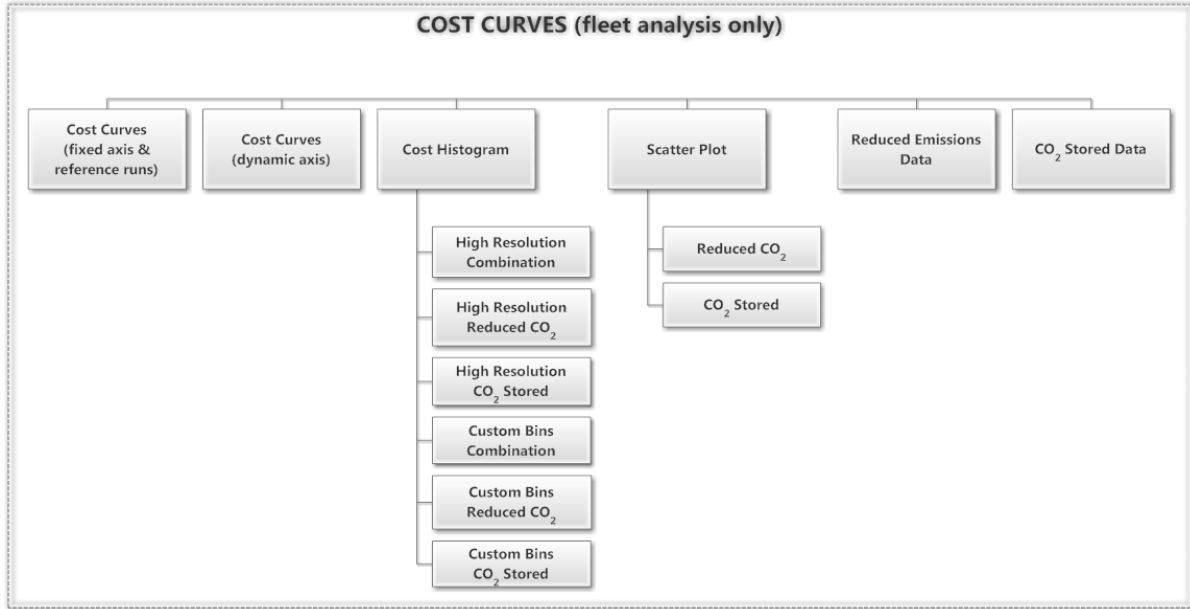 COST CURVES (fleet analysis only)
Cost Curves
(fixed axis &
reference runs)
Cost Curves
(dynamic axis)
Cost Histogram
Scatter Plot
Reduced Emissions
Data
CO₂ Stored Data
High Resolution
Combination
High Resolution
Reduced CO₂
High Resolution
CO₂ Stored
Custom Bins
Combination
Custom Bins
Reduced CO₂
Custom Bins
CO₂ Stored
Reduced CO₂
CO₂ Stored